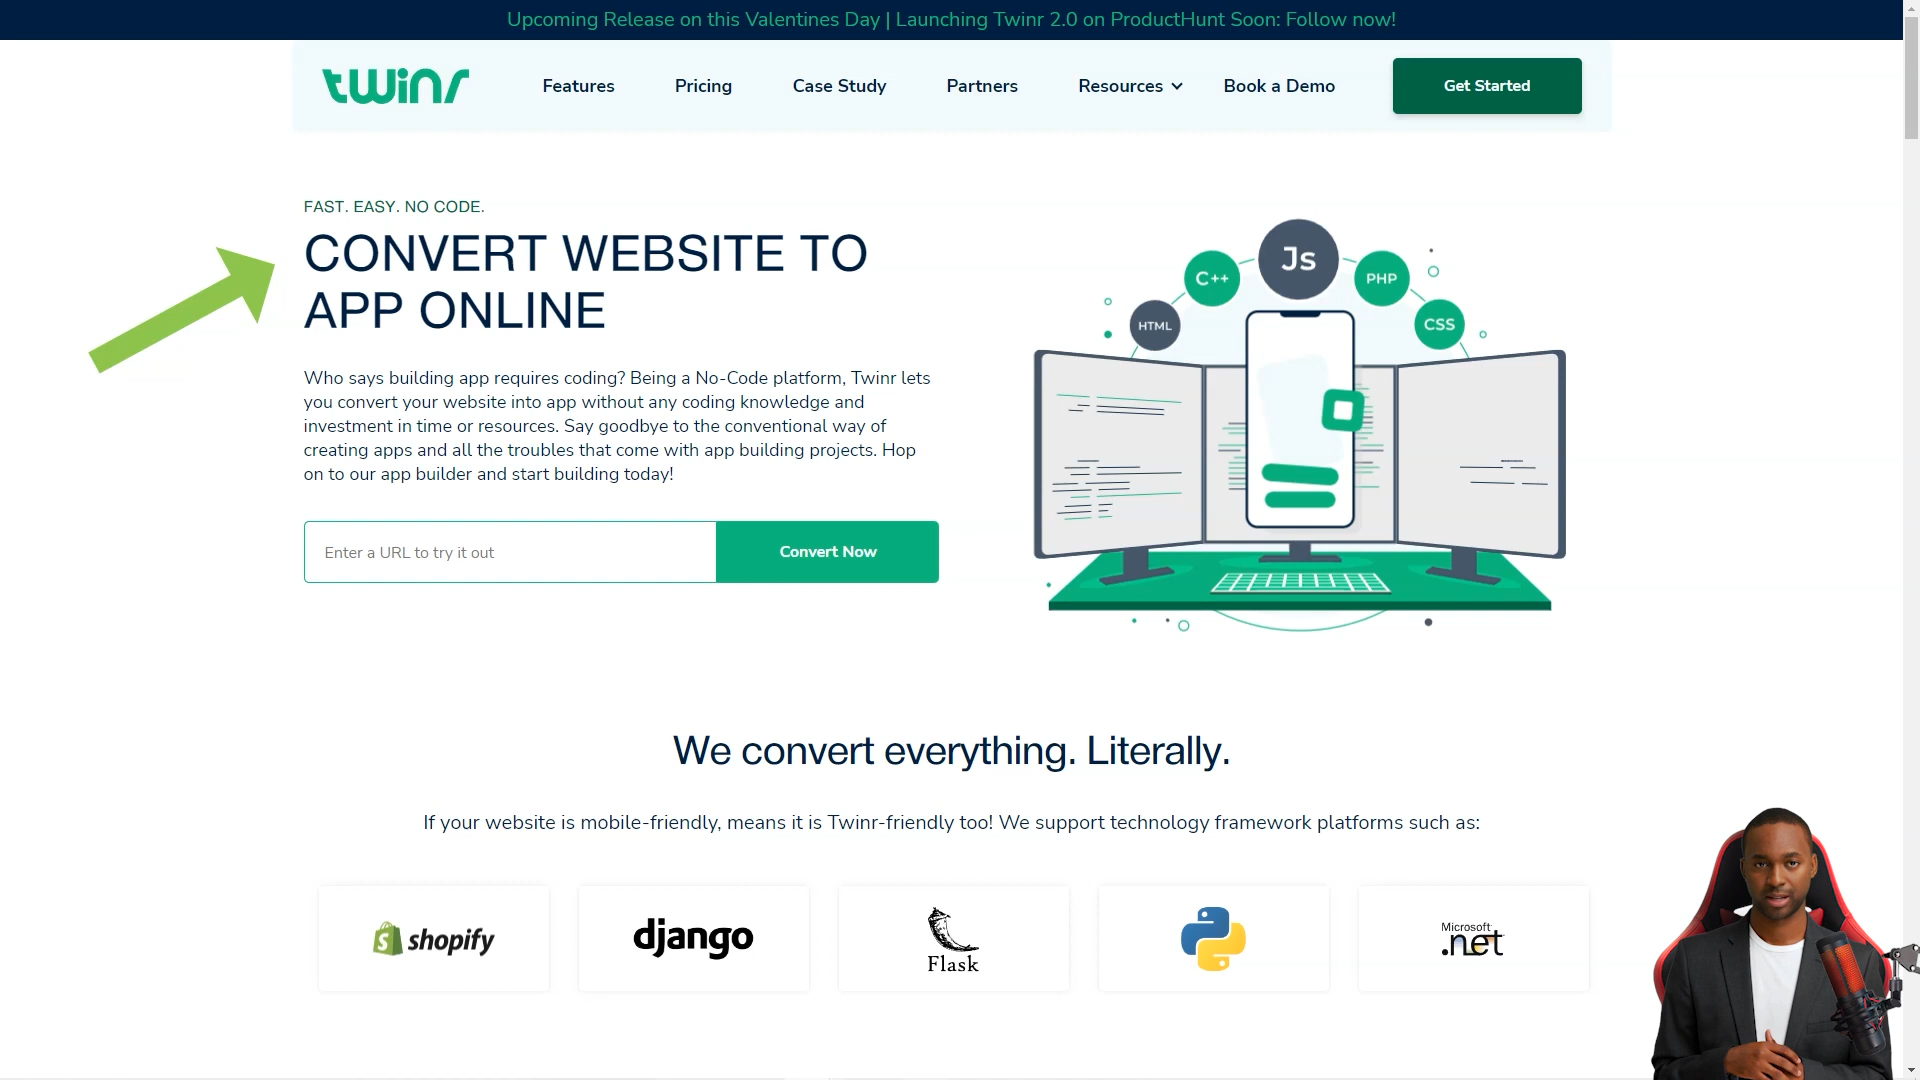 Upcoming Release on this Valentines Day | Launching Twinr 2.0 on ProductHunt Soon: Follow now!
twinr
Features
Pricing
Case Study
Partners
Resources
Book a Demo
Get Started
FAST. EASY. NO CODE.
CONVERT WEBSITE TO
APP ONLINE
Who says building app requires coding? Being a No-Code platform, Twinr lets
you convert your website into app without any coding knowledge and
investment in time or resources. Say goodbye to the conventional way of
creating apps and all the troubles that come with app building projects. Hop
on to our app builder and start building today!
Enter a URL to try it out
Convert Now
HTML
C++
Js
PHP
CSS
We convert everything. Literally.
If your website is mobile-friendly, means it is Twinr-friendly too! We support technology framework platforms such as:
shopify
django
Flask
Microsoft
.net